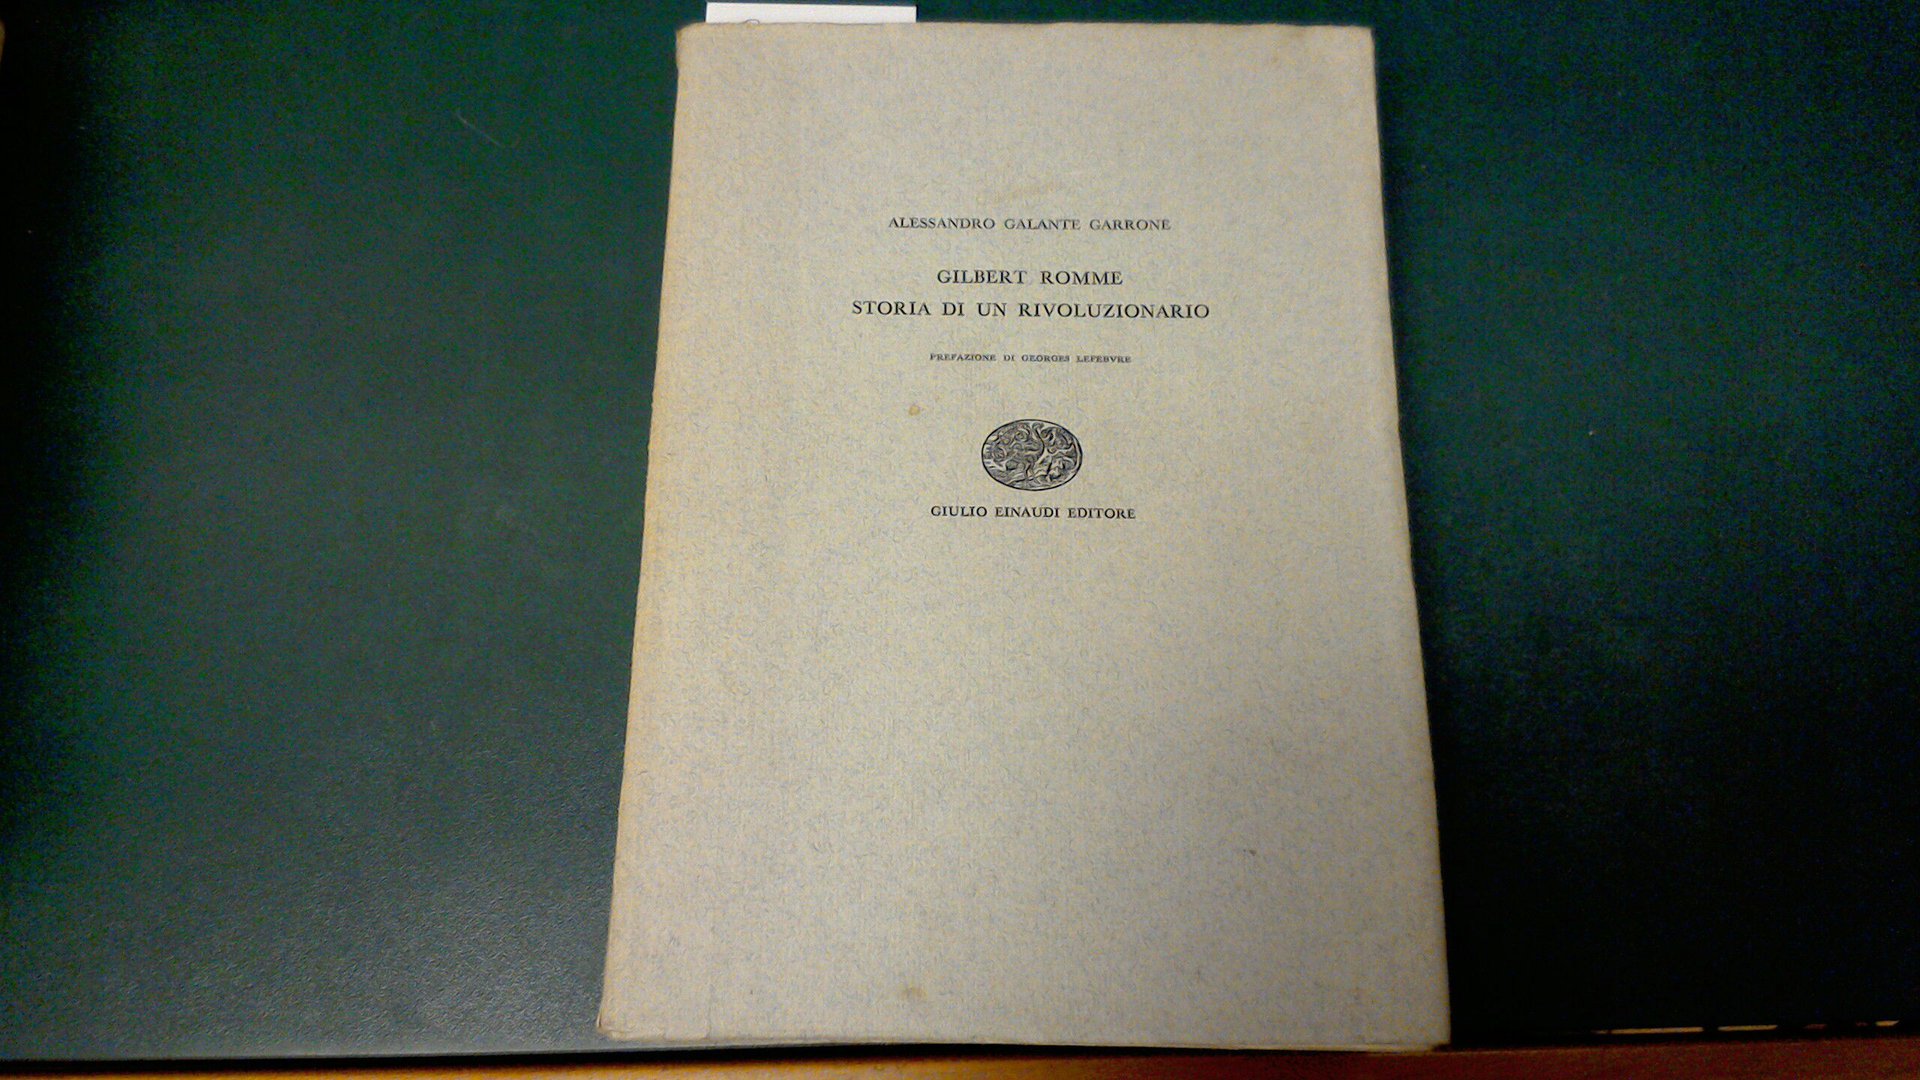 ALESSANDRO GALANTE GARRONE
GILBERT ROMME
STORIA DI UN RIVOLUZIONARIO
PREFAZIONE DI GEORGES LEFEBVRE
GIULIO EINAUDI EDITORE